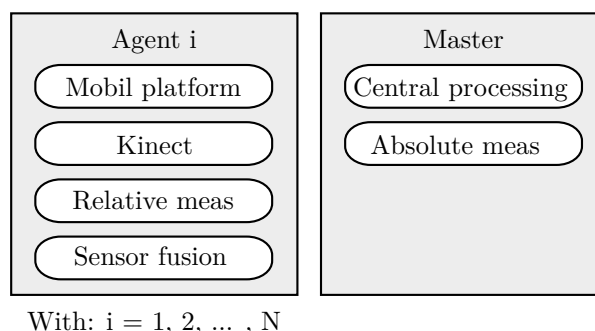 Agent i
Mobil platform
Kinect
Relative meas
Sensor fusion
Master
Central processing
Absolute meas
With: i = 1, 2, ... , N